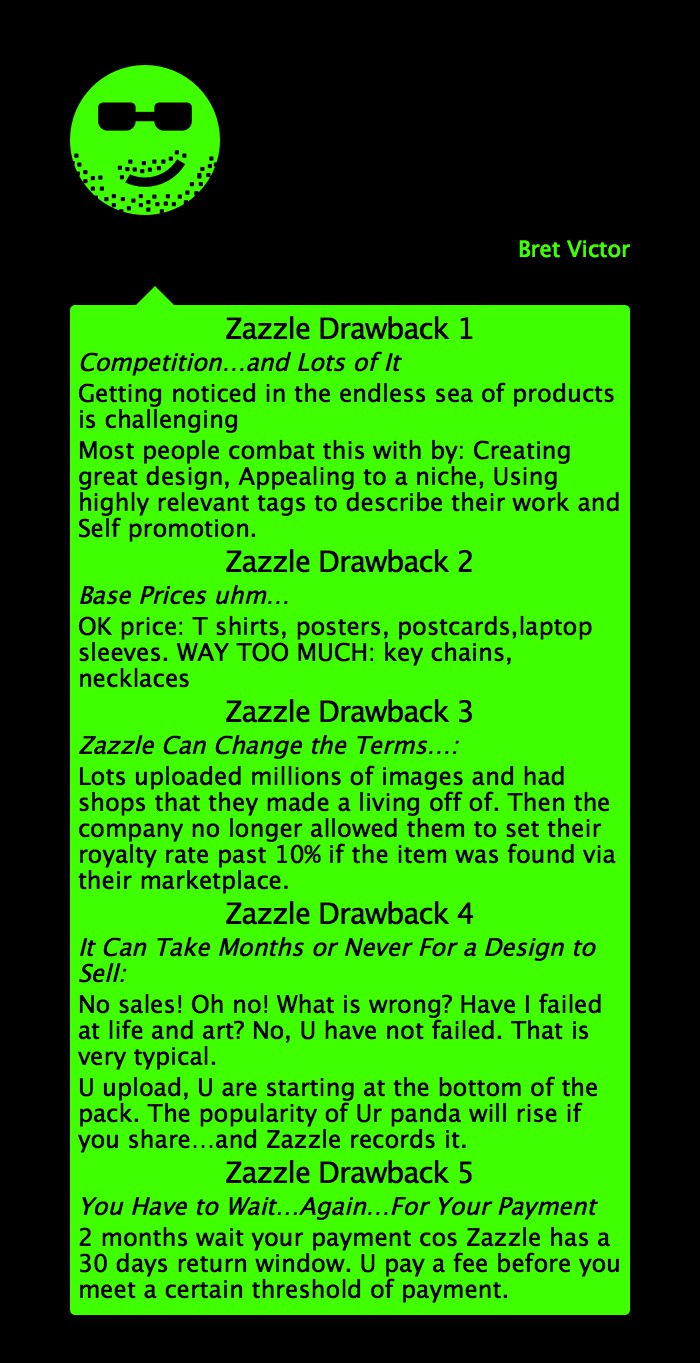 Bret Victor
Zazzle Drawback 1
Competition...and Lots of It
Getting noticed in the endless sea of products
is challenging
Most people combat this with by: Creating
great design, Appealing to a niche, Using
highly relevant tags to describe their work and
Self promotion.
Zazzle Drawback 2
Base Prices uhm...
OK price: T shirts, posters, postcards,laptop
sleeves. WAY TOO MUCH: key chains,
necklaces
Zazzle Drawback 3
Zazzle Can Change the Terms...:
Lots uploaded millions of images and had
shops that they made a living off of. Then the
company no longer allowed them to set their
royalty rate past 10% if the item was found via
their marketplace.
Zazzle Drawback 4
It Can Take Months or Never For a Design to
Sell:
No sales! Oh no! What is wrong? Have I failed
at life and art? No, U have not failed. That is
very typical.
U upload, U are starting at the bottom of the
pack. The popularity of Ur panda will rise if
you share...and Zazzle records it.
Zazzle Drawback 5
You Have to Wait...Again...For Your Payment
2 months wait your payment cos Zazzle has a
30 days return window. U pay a fee before you
meet a certain threshold of payment.